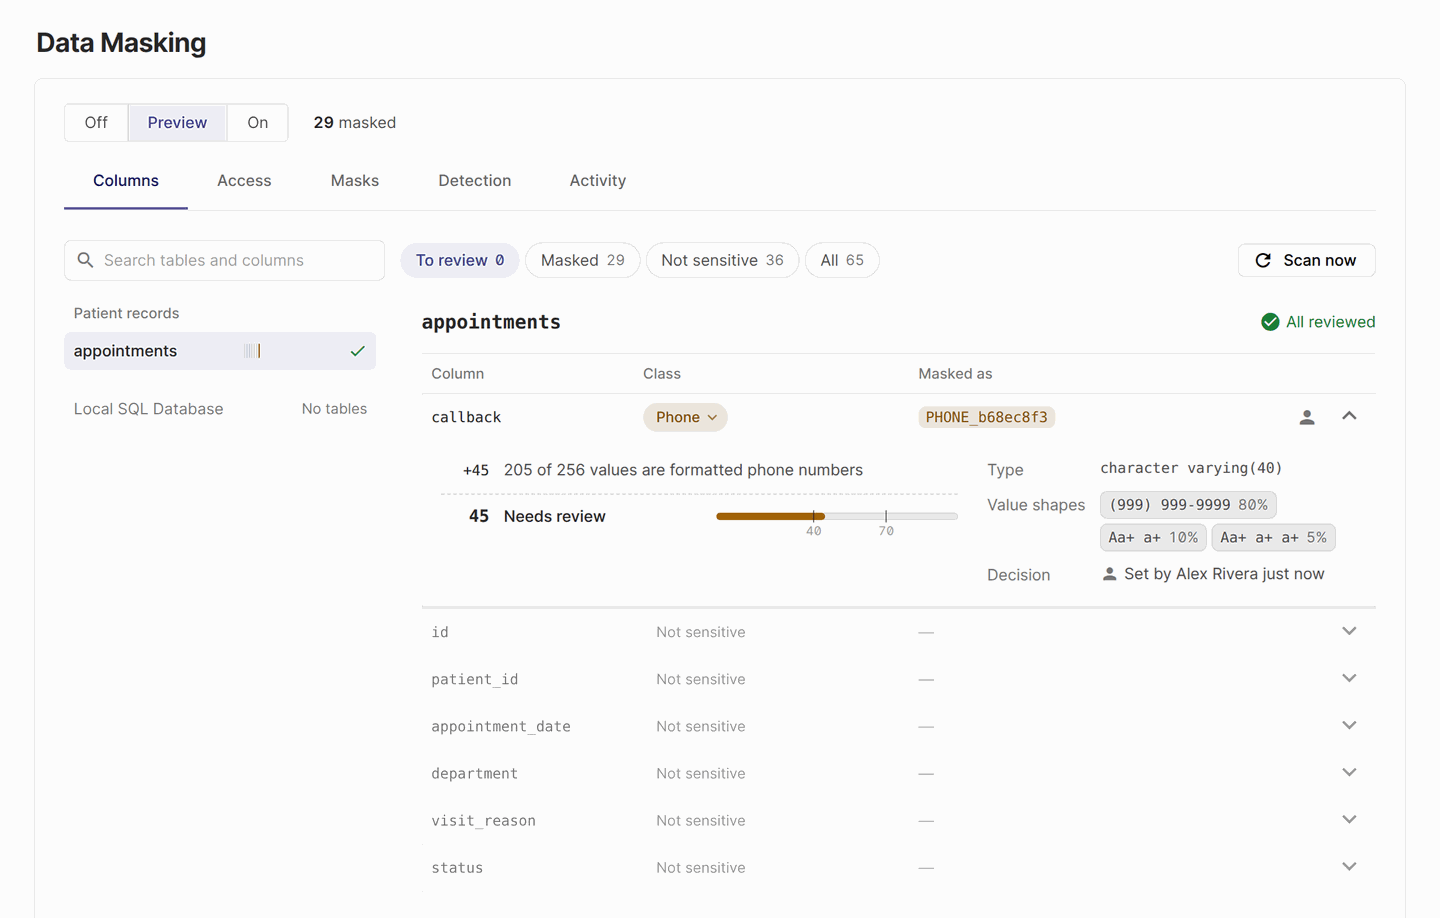 Data Masking
Off Preview On 29 masked
Columns Access Masks Detection Activity
Search tables and columns To review 0 Masked 29 Not sensitive 36 All 65 Scan now
Patient records
appointments
Local SQL Database No tables
appointments All reviewed
Column Class Masked as
callback Phone PHONE_b68ec8f3
+45 205 of 256 values are formatted phone numbers
45 Needs review
40 70
Type character varying(40)
Value shapes (999) 999-9999 80%
Aa+ a+ 10% Aa+ a+ a+ 5%
Decision Set by Alex Rivera just now
id Not sensitive —
patient_id Not sensitive —
appointment_date Not sensitive —
department Not sensitive —
visit_reason Not sensitive —
status Not sensitive —